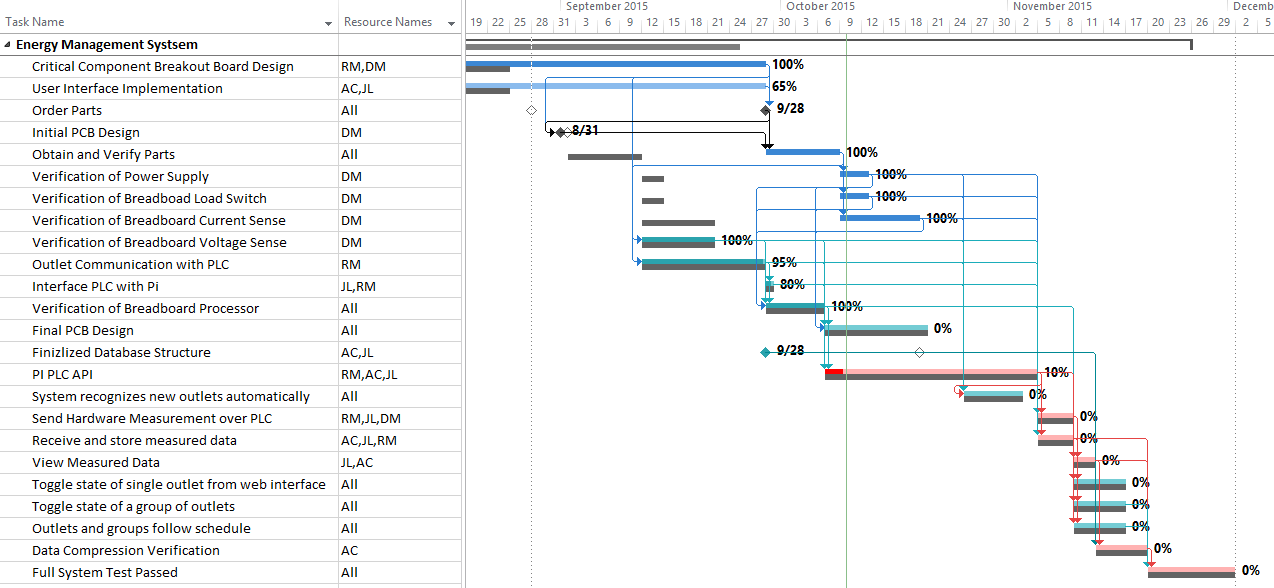 September 2015 October 2015 November 2015 Decemb
Task Name Resource Names 19 22 25 28 31 3 6 9 12 15 18 21 24 27 30 3 6 9 12 15 18 21 24 27 30 2 5 8 11 14 17 20 23 26 29 2 5
Energy Management Systsem
Critical Component Breakout Board Design RM,DM 100%
User Interface Implementation AC,JL 65%
Order Parts All 9/28
Initial PCB Design DM 8/31
Obtain and Verify Parts All 100%
Verification of Power Supply DM 100%
Verification of Breadboad Load Switch DM 100%
Verification of Breadboard Current Sense DM 100%
Verification of Breadboard Voltage Sense DM 100%
Outlet Communication with PLC RM 95%
Interface PLC with Pi JL,RM 80%
Verification of Breadboard Processor All 100%
Final PCB Design All 0%
Finizlized Database Structure AC,JL 9/28
PI PLC API RM,AC,JL 10%
System recognizes new outlets automatically All 0%
Send Hardware Measurement over PLC RM,JL,DM 0%
Receive and store measured data AC,JL,RM 0%
View Measured Data JL,AC 0%
Toggle state of single outlet from web interface All 0%
Toggle state of a group of outlets All 0%
Outlets and groups follow schedule All 0%
Data Compression Verification AC 0%
Full System Test Passed All 0%